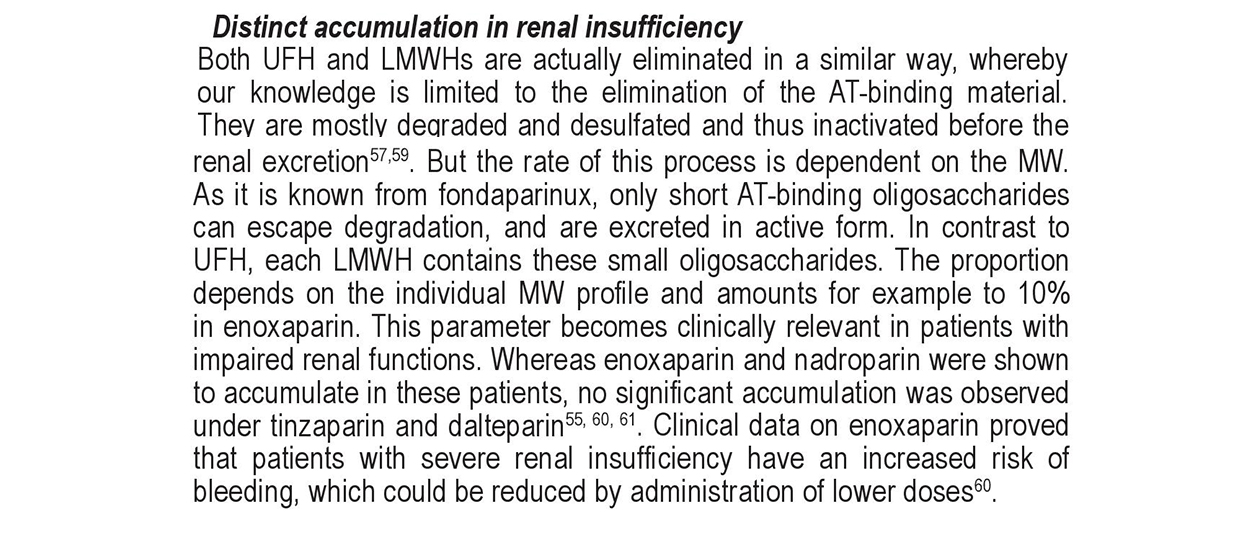 Distinct accumulation in renal insufficiency
Both UFH and LMWHs are actually eliminated in a similar way, whereby
our knowledge is limited to the elimination of the AT-binding material.
They are mostly degraded and desulfated and thus inactivated before the
renal excretion57,59. But the rate of this process is dependent on the MW.
As it is known from fondaparinux, only short AT-binding oligosaccharides
can escape degradation, and are excreted in active form. In contrast to
UFH, each LMWH contains these small oligosaccharides. The proportion
depends on the individual MW profile and amounts for example to 10%
in enoxaparin. This parameter becomes clinically relevant in patients with
impaired renal functions. Whereas enoxaparin and nadroparin were shown
to accumulate in these patients, no significant accumulation was observed
under tinzaparin and dalteparin55, 60, 61. Clinical data on enoxaparin proved
that patients with severe renal insufficiency have an increased risk of
bleeding, which could be reduced by administration of lower doses60.